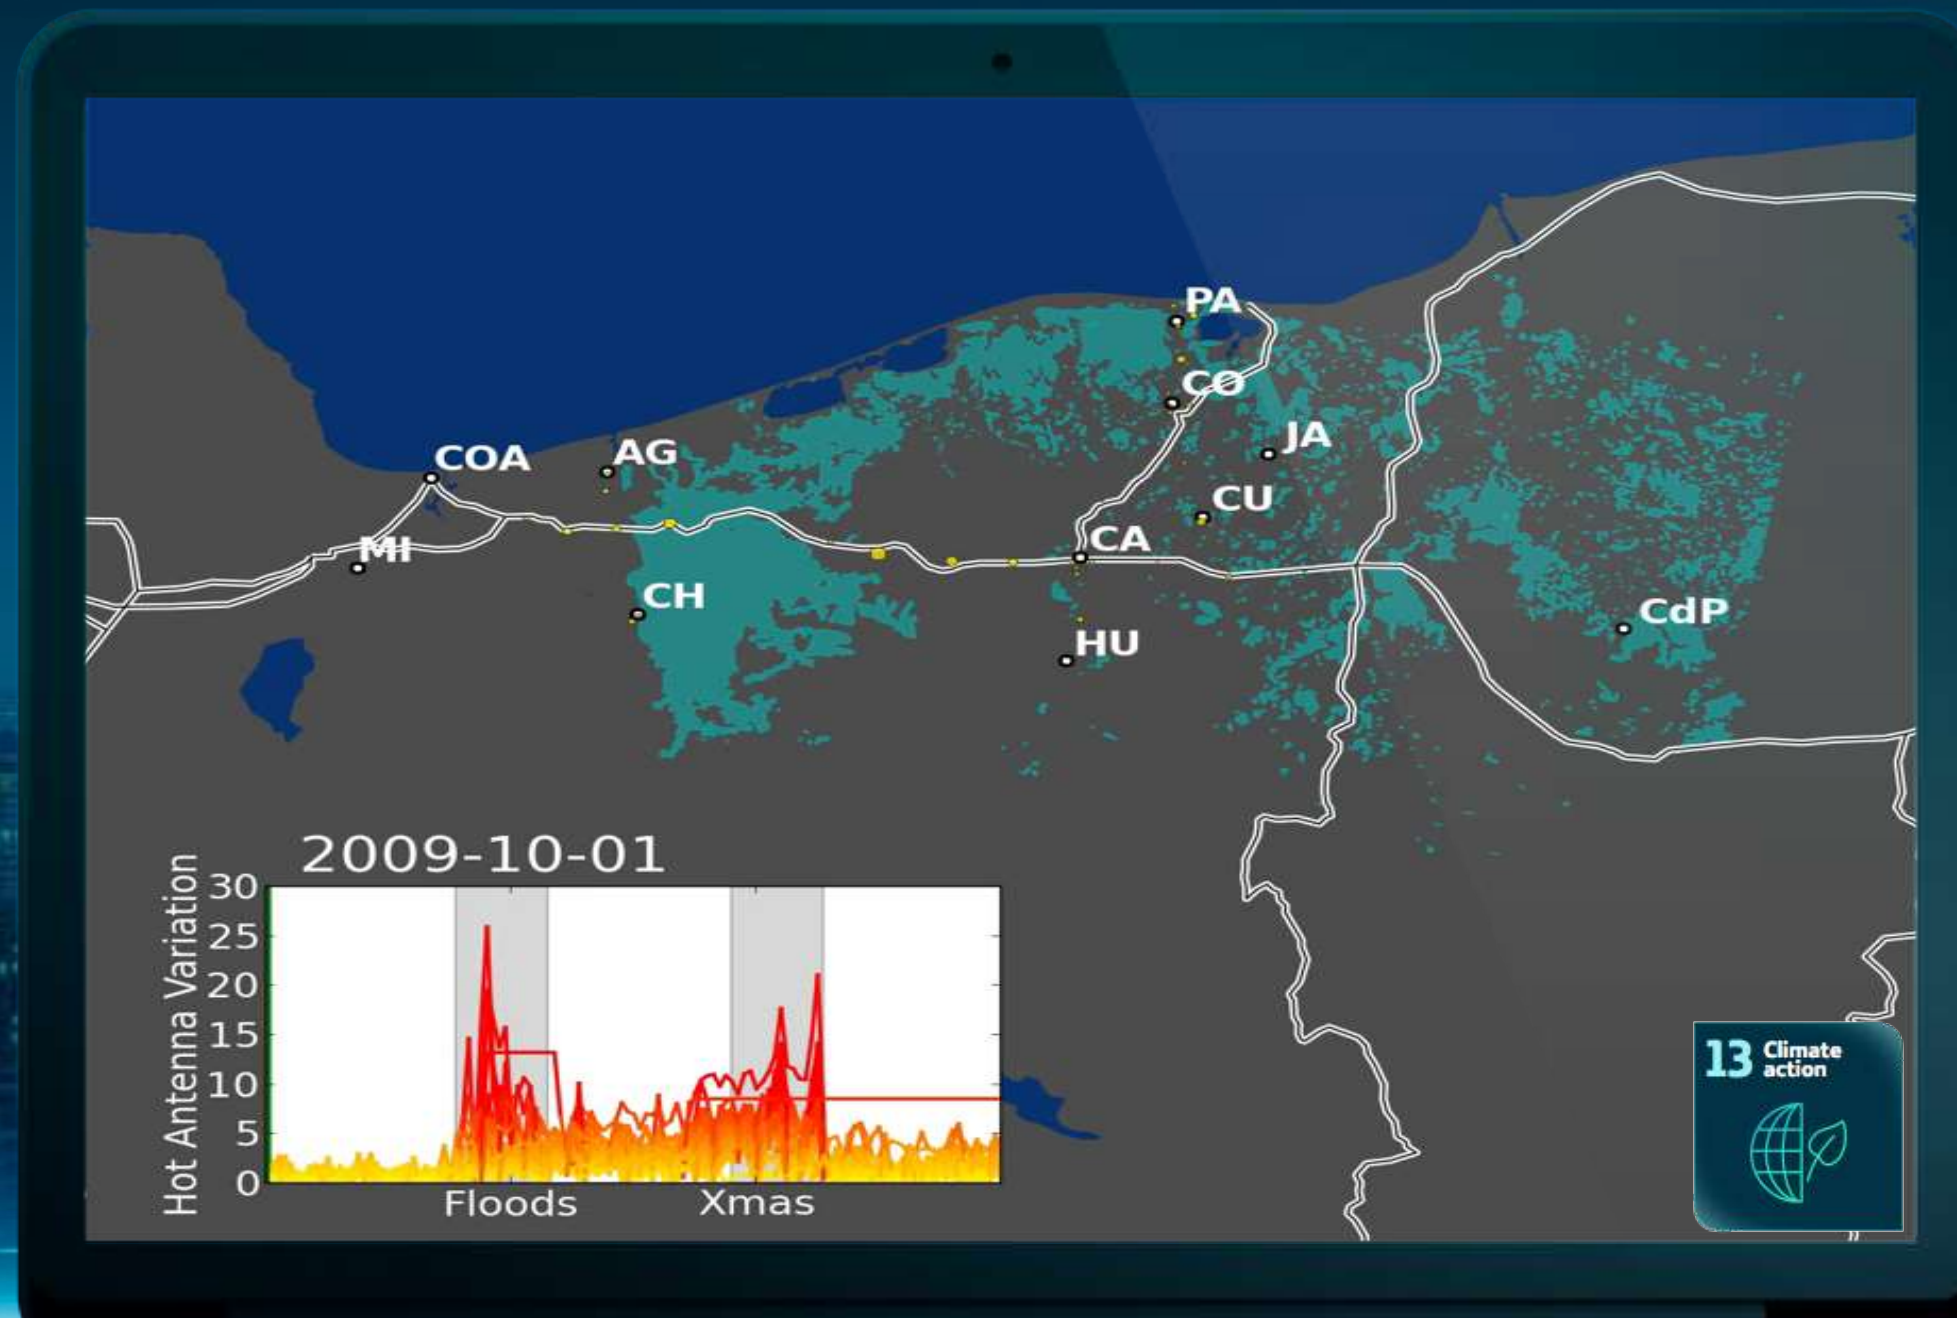 PA
CO
JA
COA
AG
CU
CA
MI
CH
CdP
HU
2009-10-01
Hot Antenna Variation
30
25
20
15
10
5
0
Floods
Xmas
13 Climate
action